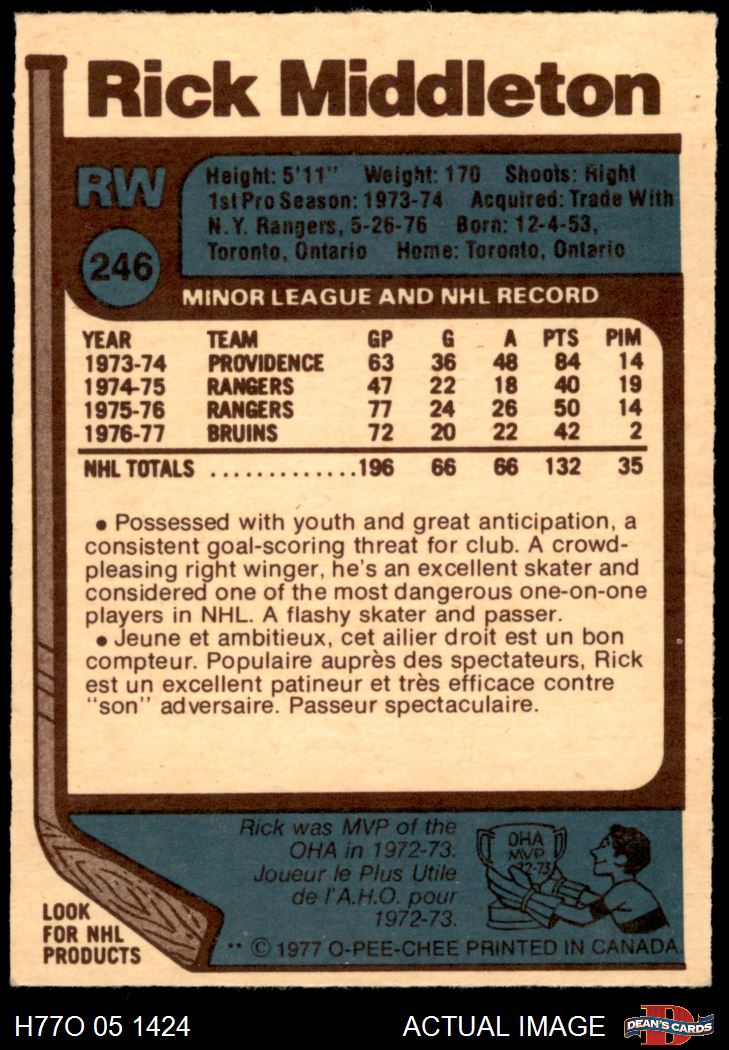 Rick Middleton
RW
Height: 5'11" Weight: 170 Shoots: Right
1st Pro Season: 1973-74 Acquired: Trade With
N.Y. Rangers, 5-26-76 Born: 12-4-53,
Toronto, Ontario Home: Toronto, Ontario
246
MINOR LEAGUE AND NHL RECORD
YEAR TEAM GP G A PTS PIM
1973-74 PROVIDENCE 63 36 48 84 14
1974-75 RANGERS 47 22 18 40 19
1975-76 RANGERS 77 24 26 50 14
1976-77 BRUINS 72 20 22 42 2
NHL TOTALS ..............196 66 66 132 35
• Possessed with youth and great anticipation, a
consistent goal-scoring threat for club. A crowd-
pleasing right winger, he's an excellent skater and
considered one of the most dangerous one-on-one
players in NHL. A flashy skater and passer.
• Jeune et ambitieux, cet ailier droit est un bon
compteur. Populaire auprès des spectateurs, Rick
est un excellent patineur et très efficace contre
"son" adversaire. Passeur spectaculaire.
Rick was MVP of the
OHA in 1972-73.
Joueur le Plus Utile
de l'A.H.O. pour
1972-73.
OHA
MVP
72-73
LOOK
FOR NHL
PRODUCTS
** © 1977 O-PEE-CHEE PRINTED IN CANADA.
H77O 05 1424
ACTUAL IMAGE
D
DEAN'S CARDS